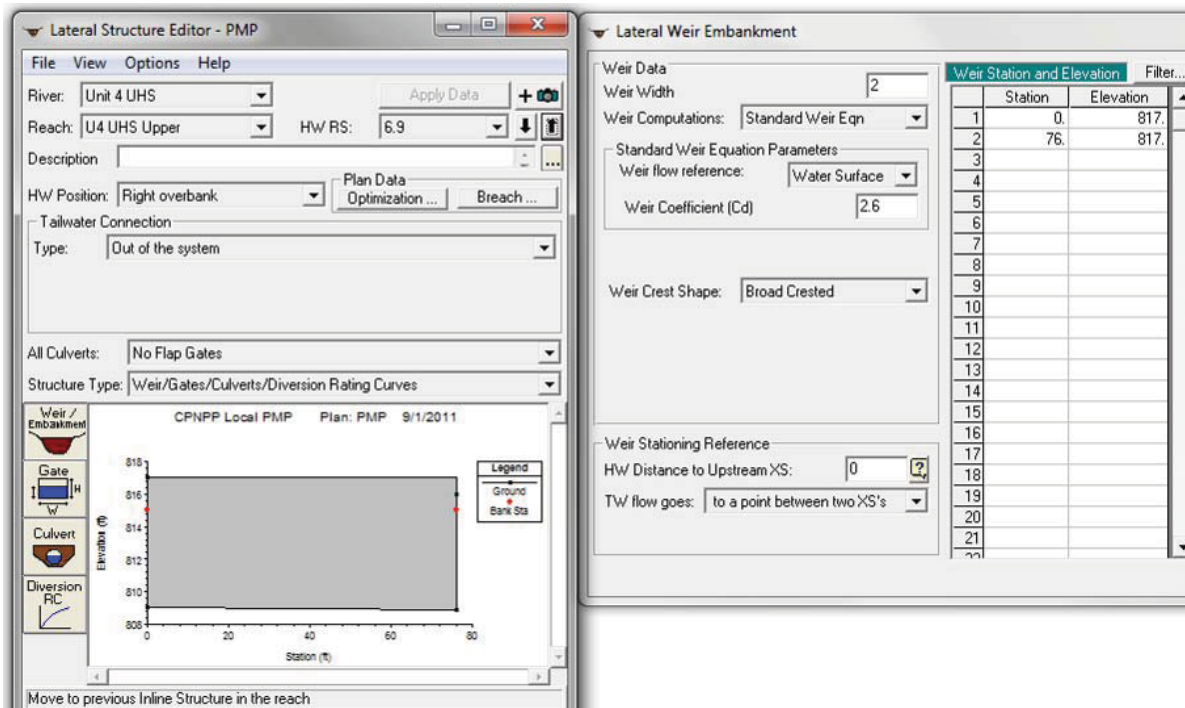 Lateral Structure Editor - PMP
File View Options Help
River: Unit 4 UHS Apply Data
Reach: U4 UHS Upper HW RS: 6.9
Description ...
HW Position: Right overbank Plan Data Optimization ... Breach ...
Tailwater Connection
Type: Out of the system
All Culverts: No Flap Gates
Structure Type: Weir/Gates/Culverts/Diversion Rating Curves
Weir / Embankment
Gate
H
W
Culvert
Diversion RC
CPNPP Local PMP Plan: PMP 9/1/2011
Elevation (ft)
818
816
814
812
810
808
0 20 40 60 80
Station (ft)
Legend
Ground
Bank Sta
Move to previous Inline Structure in the reach
Lateral Weir Embankment
Weir Data
Weir Width 2
Weir Computations: Standard Weir Eqn
Standard Weir Equation Parameters
Weir flow reference: Water Surface
Weir Coefficient (Cd) 2.6
Weir Crest Shape: Broad Crested
Weir Stationing Reference
HW Distance to Upstream XS: 0 ?
TW flow goes: to a point between two XS's
Weir Station and Elevation Filter...
Station Elevation
1 0. 817.
2 76. 817.
3
4
5
6
7
8
9
10
11
12
13
14
15
16
17
18
19
20
21
22